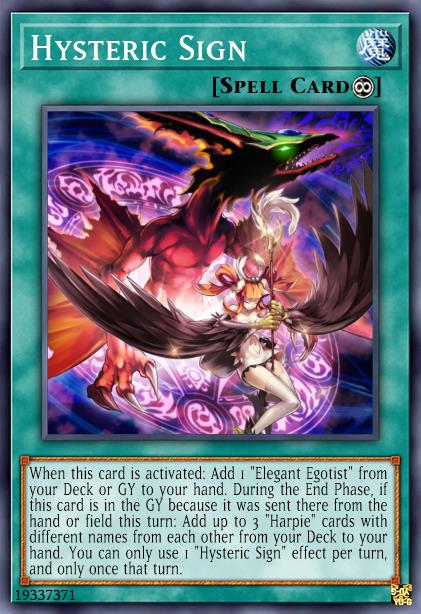 Hysteric Sign
[Spell Card]
When this card is activated: Add 1 "Elegant Egotist" from
your Deck or GY to your hand. During the End Phase, if
this card is in the GY because it was sent there from the
hand or field this turn: Add up to 3 "Harpie" cards with
different names from each other from your Deck to your
hand. You can only use 1 "Hysteric Sign" effect per turn,
and only once that turn.
19337371